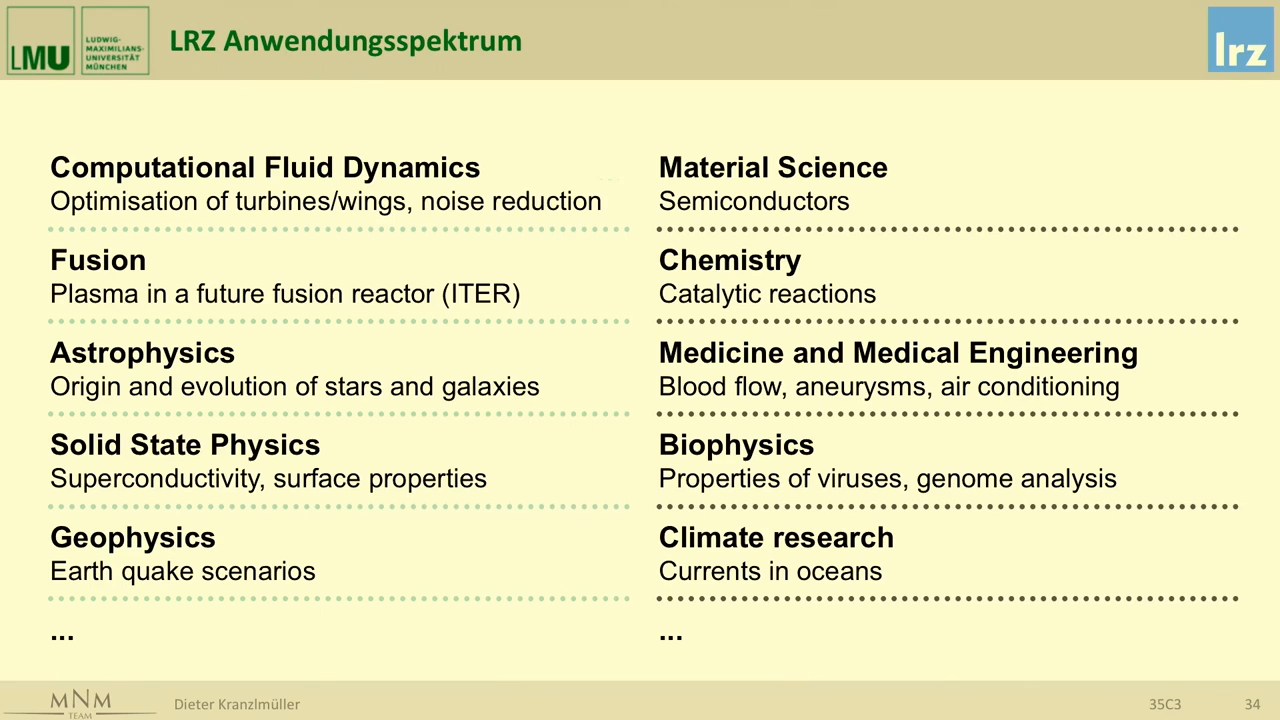 LMU
LUDWIG-
MAXIMILIANS-
UNIVERSITÄT
MÜNCHEN
LRZ Anwendungsspektrum
lrz
Computational Fluid Dynamics
Optimisation of turbines/wings, noise reduction
Fusion
Plasma in a future fusion reactor (ITER)
Astrophysics
Origin and evolution of stars and galaxies
Solid State Physics
Superconductivity, surface properties
Geophysics
Earth quake scenarios
...
Material Science
Semiconductors
Chemistry
Catalytic reactions
Medicine and Medical Engineering
Blood flow, aneurysms, air conditioning
Biophysics
Properties of viruses, genome analysis
Climate research
Currents in oceans
...
MNM
TEAM
Dieter Kranzlmüller
35C3
34